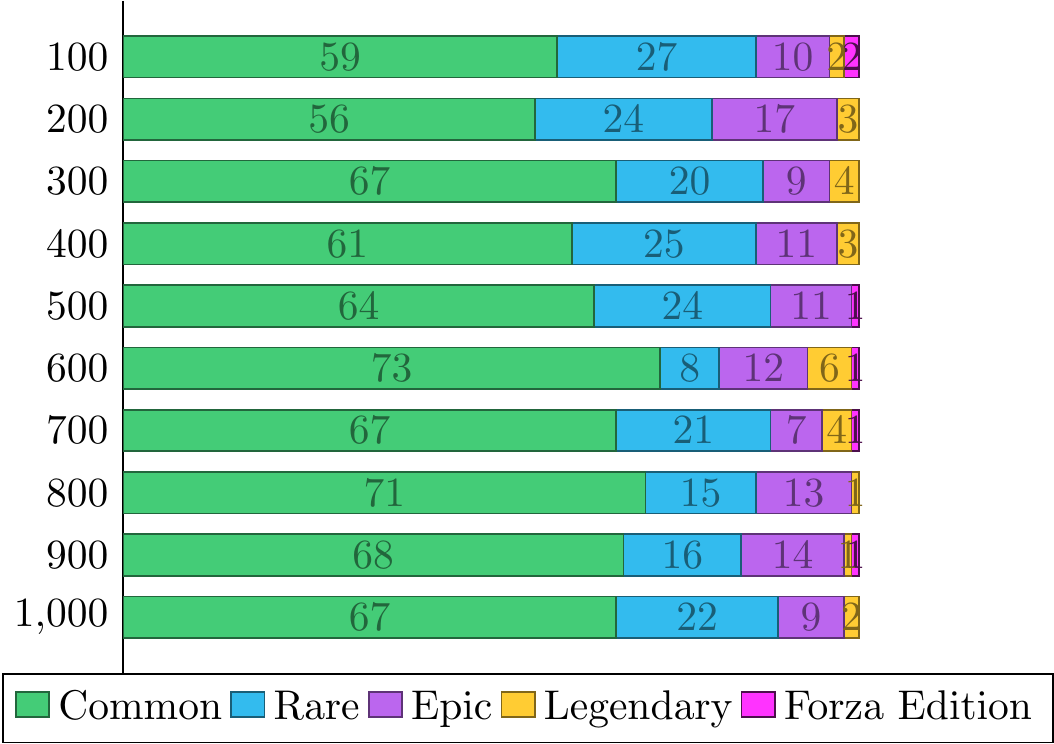 100 59 27 10 2 2
200 56 24 17 3
300 67 20 9 4
400 61 25 11 3
500 64 24 11 1
600 73 8 12 6 1
700 67 21 7 4 1
800 71 15 13 1
900 68 16 14 1 1
1,000 67 22 9 2
Common Rare Epic Legendary Forza Edition